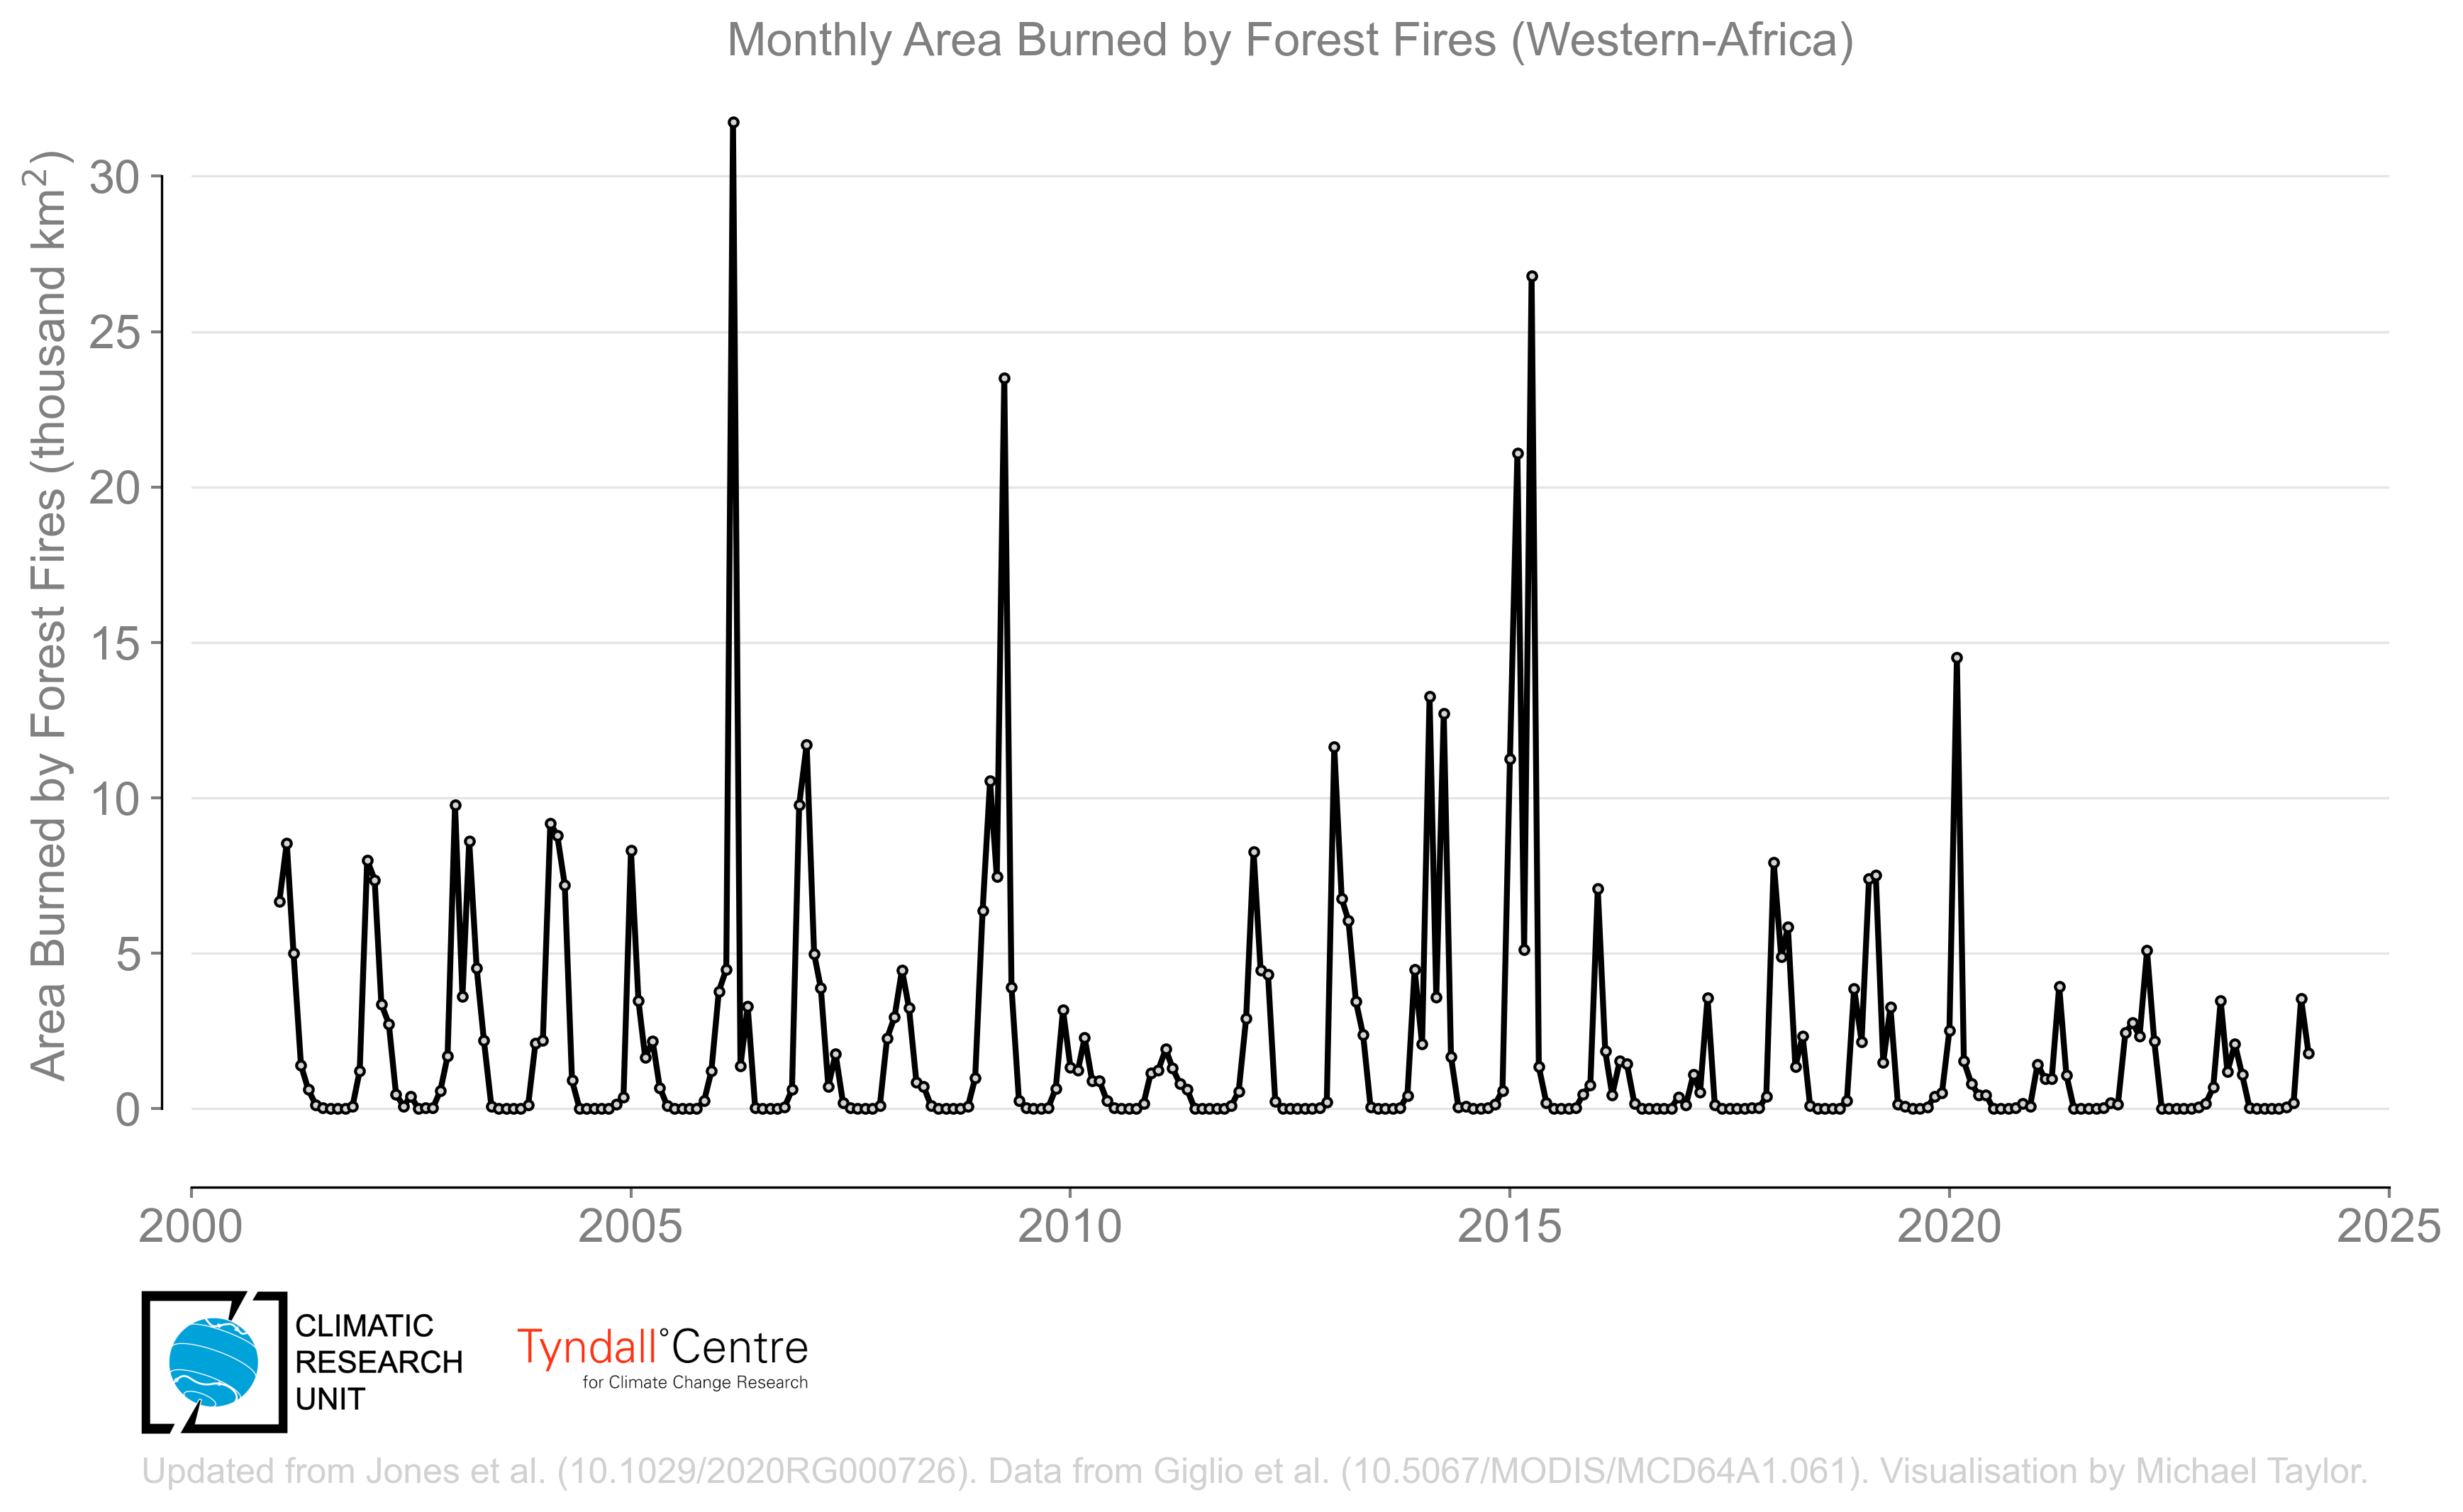 Monthly Area Burned by Forest Fires (Western-Africa)
Area Burned by Forest Fires (thousand km²)
30
25
20
15
10
5
0
2000 2005 2010 2015 2020 2025
CLIMATIC
RESEARCH
UNIT
Tyndall°Centre
for Climate Change Research
Updated from Jones et al. (10.1029/2020RG000726). Data from Giglio et al. (10.5067/MODIS/MCD64A1.061). Visualisation by Michael Taylor.